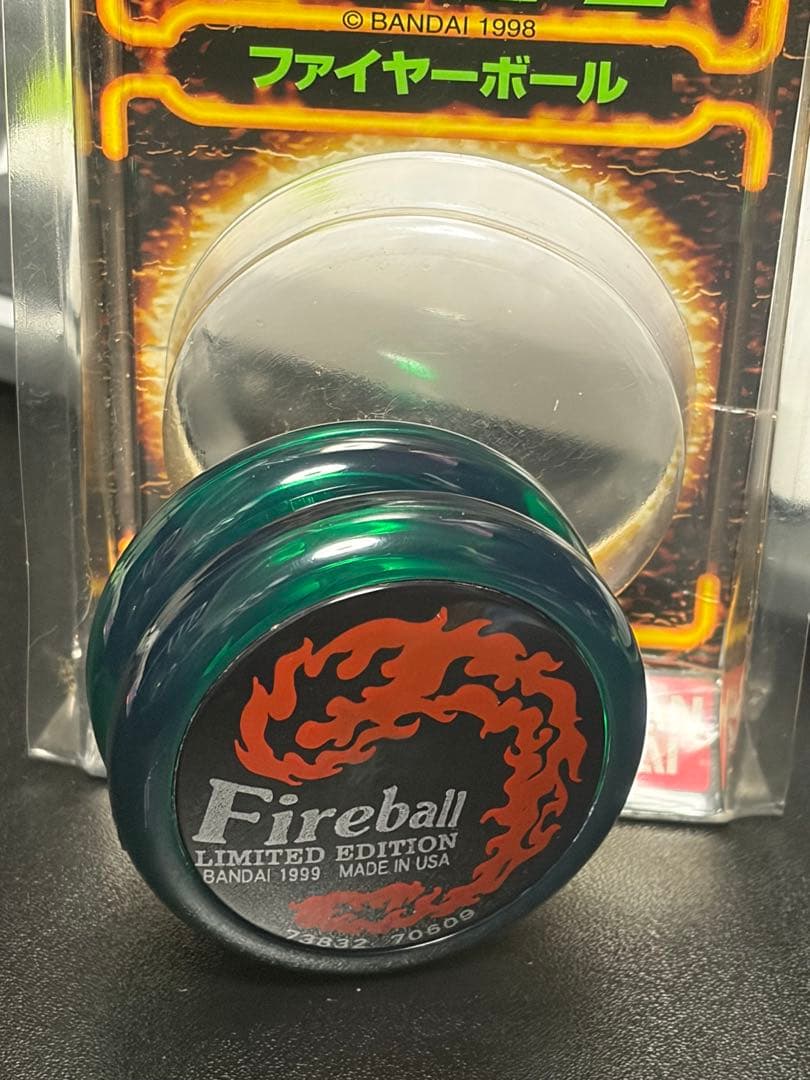 © BANDAI 1998
ファイヤーボール
Fireball
LIMITED EDITION
BANDAI 1999 MADE IN USA
73832 70609